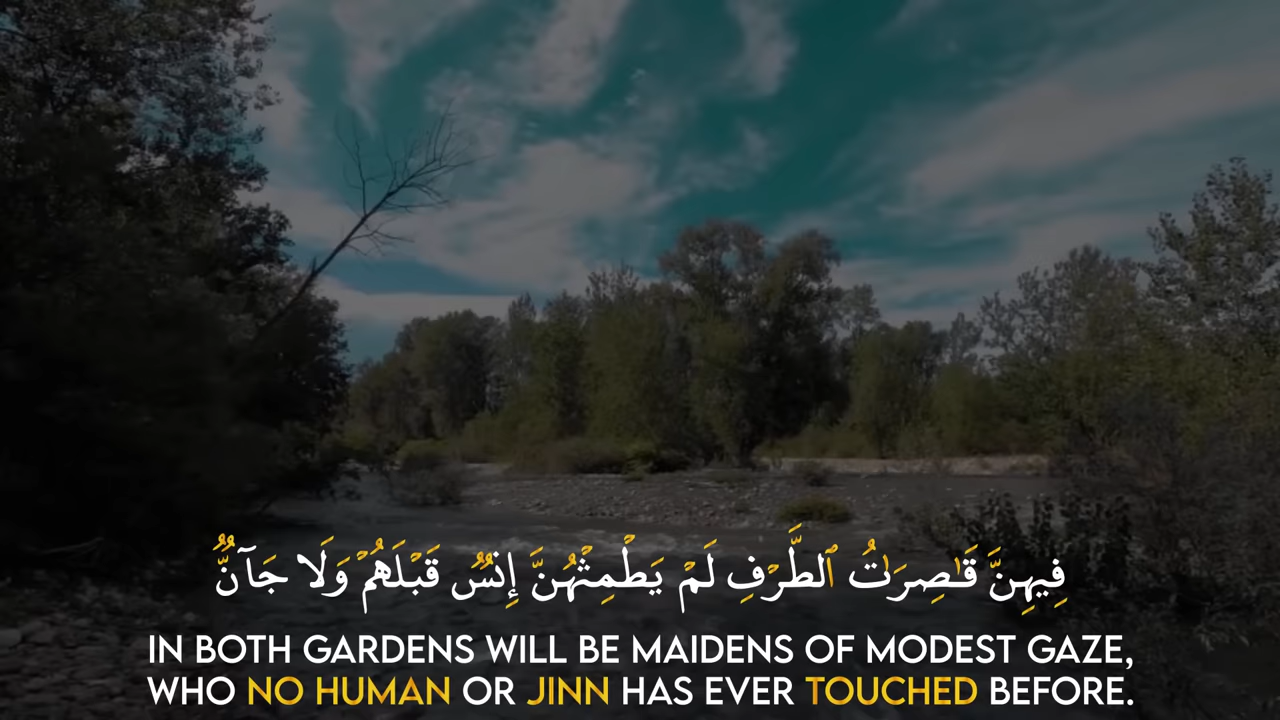 فِيهِنَّ قَـٰصِرَٰتُ ٱلطَّرْفِ لَمْ يَطْمِثْهُنَّ إِنسٌۭ قَبْلَهُمْ وَلَا جَآنٌّۭ
IN BOTH GARDENS WILL BE MAIDENS OF MODEST GAZE,
WHO NO HUMAN OR JINN HAS EVER TOUCHED BEFORE.